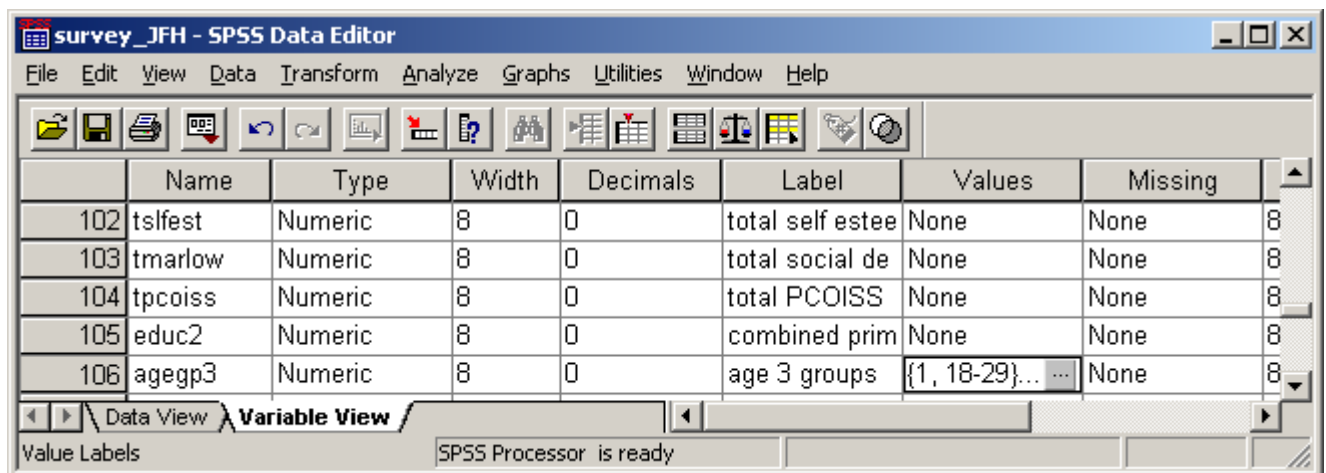 SPSS
survey_JFH - SPSS Data Editor
File Edit View Data Transform Analyze Graphs Utilities Window Help
Name Type Width Decimals Label Values Missing
102 tslfest Numeric 8 0 total self estee None None 8
103 tmarlow Numeric 8 0 total social de None None 8
104 tpcoiss Numeric 8 0 total PCOISS None None 8
105 educ2 Numeric 8 0 combined prim None None 8
106 agegp3 Numeric 8 0 age 3 groups {1, 18-29}... ... None 8
Data View Variable View
Value Labels SPSS Processor is ready